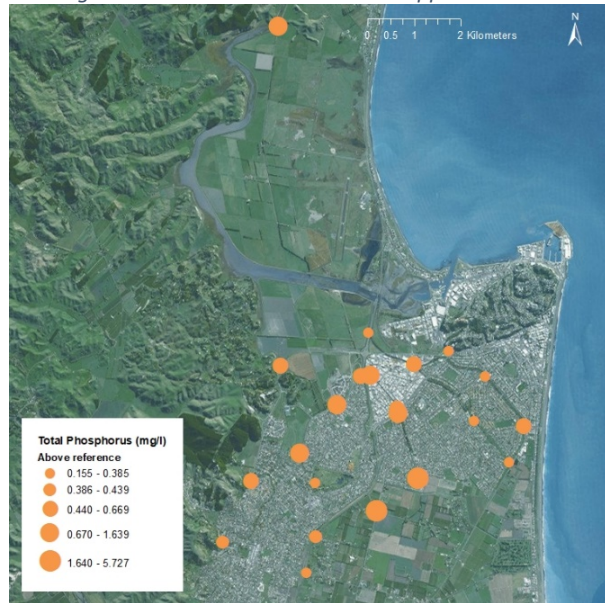 N
0 0.5 1 2 Kilometers
Total Phosphorus (mg/l)
Above reference
0.155 - 0.385
0.386 - 0.439
0.440 - 0.669
0.670 - 1.639
1.640 - 5.727